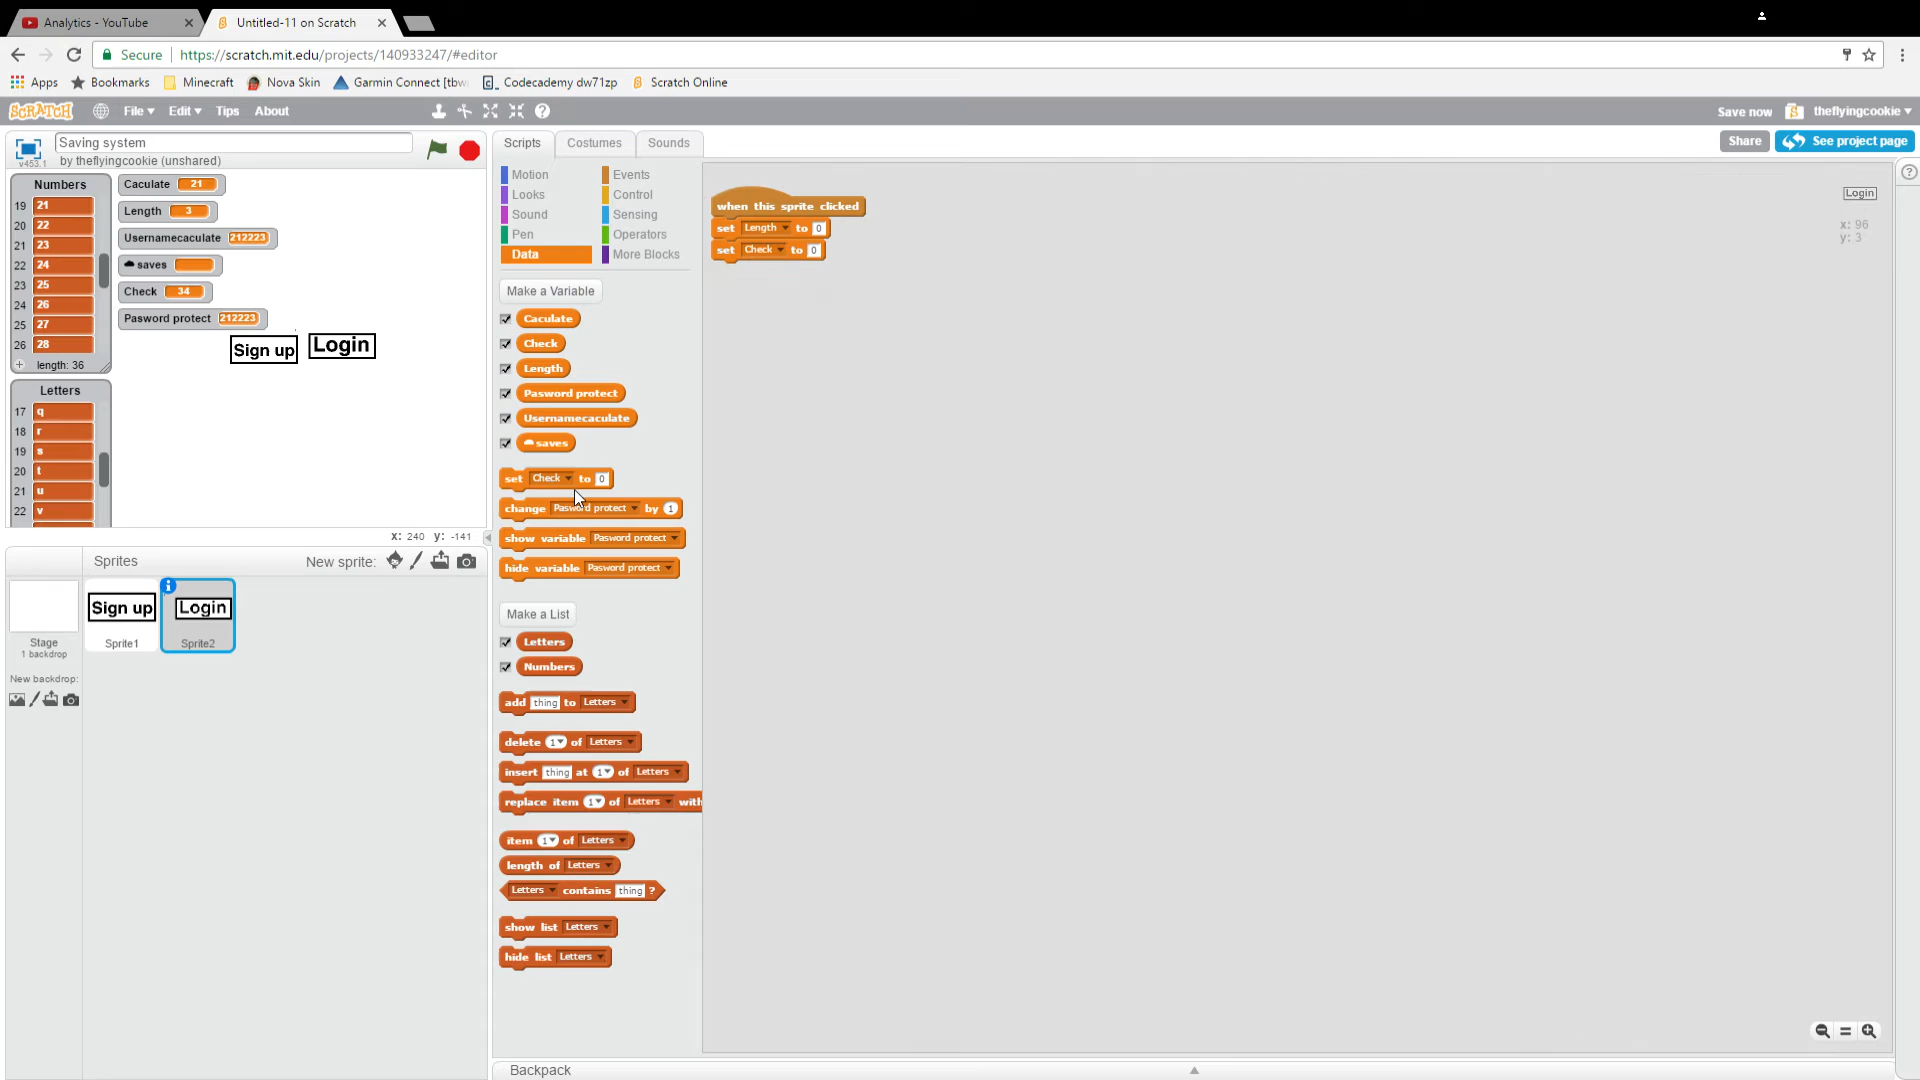 Analytics - YouTube
Untitled-11 on Scratch
Secure https://scratch.mit.edu/projects/140933247/#editor
Apps Bookmarks Minecraft Nova Skin Garmin Connect [tbw Codecademy dw71zp Scratch Online
SCRATCH File Edit Tips About Save now theflyingcookie
Saving system
by theflyingcookie (unshared)
v453.1
Scripts Costumes Sounds
Share See project page
Numbers
19 21
20 22
21 23
22 24
23 25
24 26
25 27
26 28
+ length: 36
Caculate 21
Length 3
Usernamecaculate 212223
saves
Check 34
Pasword protect 212223
Sign up Login
Letters
17 q
18 r
19 s
20 t
21 u
22 v
x: 240 y: -141
Sprites New sprite:
Sign up
Sprite1
Login
Sprite2
Stage
1 backdrop
New backdrop:
Motion Events
Looks Control
Sound Sensing
Pen Operators
Data More Blocks
Make a Variable
Caculate
Check
Length
Pasword protect
Usernamecaculate
saves
set Check to 0
change Pasword protect by 1
show variable Pasword protect
hide variable Pasword protect
Make a List
Letters
Numbers
add thing to Letters
delete 1 of Letters
insert thing at 1 of Letters
replace item 1 of Letters with
item 1 of Letters
length of Letters
Letters contains thing ?
show list Letters
hide list Letters
when this sprite clicked
set Length to 0
set Check to 0
Login
x: 96
y: 3
Backpack